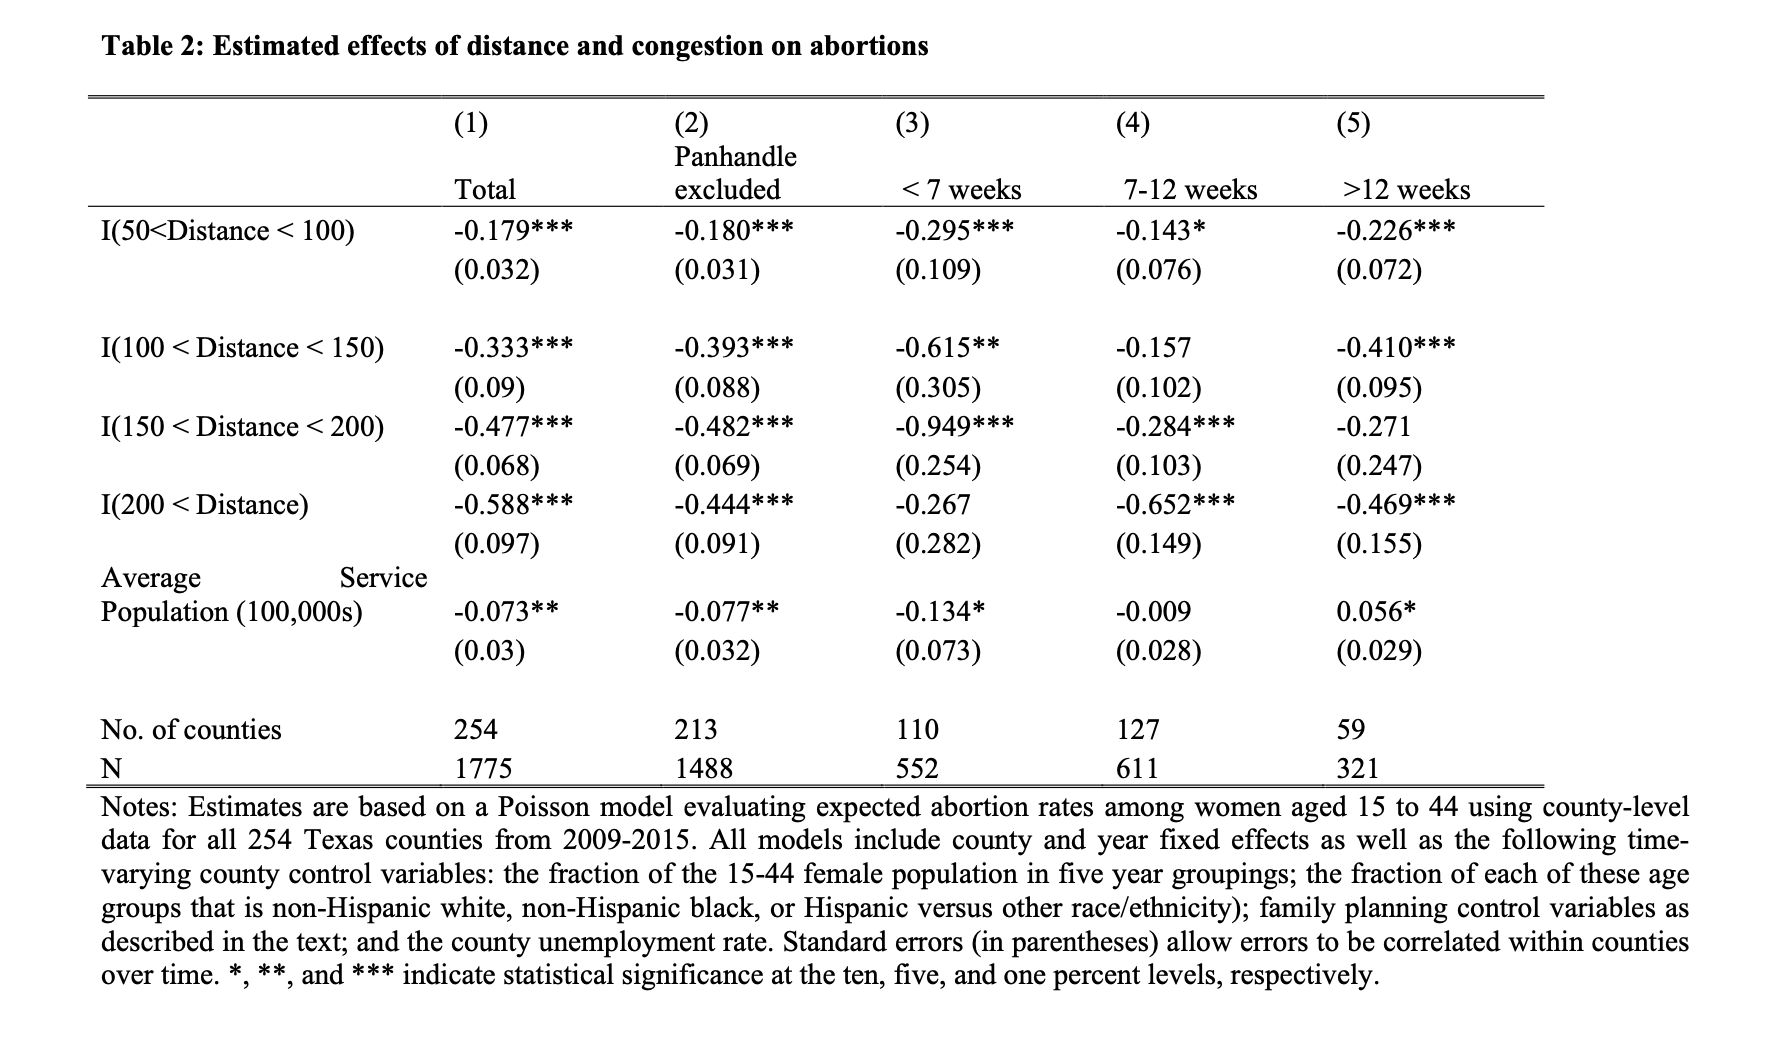 Table 2: Estimated effects of distance and congestion on abortions
(1) (2) (3) (4) (5)
Panhandle
Total excluded < 7 weeks 7-12 weeks >12 weeks
I(50<Distance < 100) -0.179*** -0.180*** -0.295*** -0.143* -0.226***
(0.032) (0.031) (0.109) (0.076) (0.072)
I(100 < Distance < 150) -0.333*** -0.393*** -0.615** -0.157 -0.410***
(0.09) (0.088) (0.305) (0.102) (0.095)
I(150 < Distance < 200) -0.477*** -0.482*** -0.949*** -0.284*** -0.271
(0.068) (0.069) (0.254) (0.103) (0.247)
I(200 < Distance) -0.588*** -0.444*** -0.267 -0.652*** -0.469***
(0.097) (0.091) (0.282) (0.149) (0.155)
Average Service
Population (100,000s) -0.073** -0.077** -0.134* -0.009 0.056*
(0.03) (0.032) (0.073) (0.028) (0.029)
No. of counties 254 213 110 127 59
N 1775 1488 552 611 321
Notes: Estimates are based on a Poisson model evaluating expected abortion rates among women aged 15 to 44 using county-level
data for all 254 Texas counties from 2009-2015. All models include county and year fixed effects as well as the following time-
varying county control variables: the fraction of the 15-44 female population in five year groupings; the fraction of each of these age
groups that is non-Hispanic white, non-Hispanic black, or Hispanic versus other race/ethnicity); family planning control variables as
described in the text; and the county unemployment rate. Standard errors (in parentheses) allow errors to be correlated within counties
over time. *, **, and *** indicate statistical significance at the ten, five, and one percent levels, respectively.